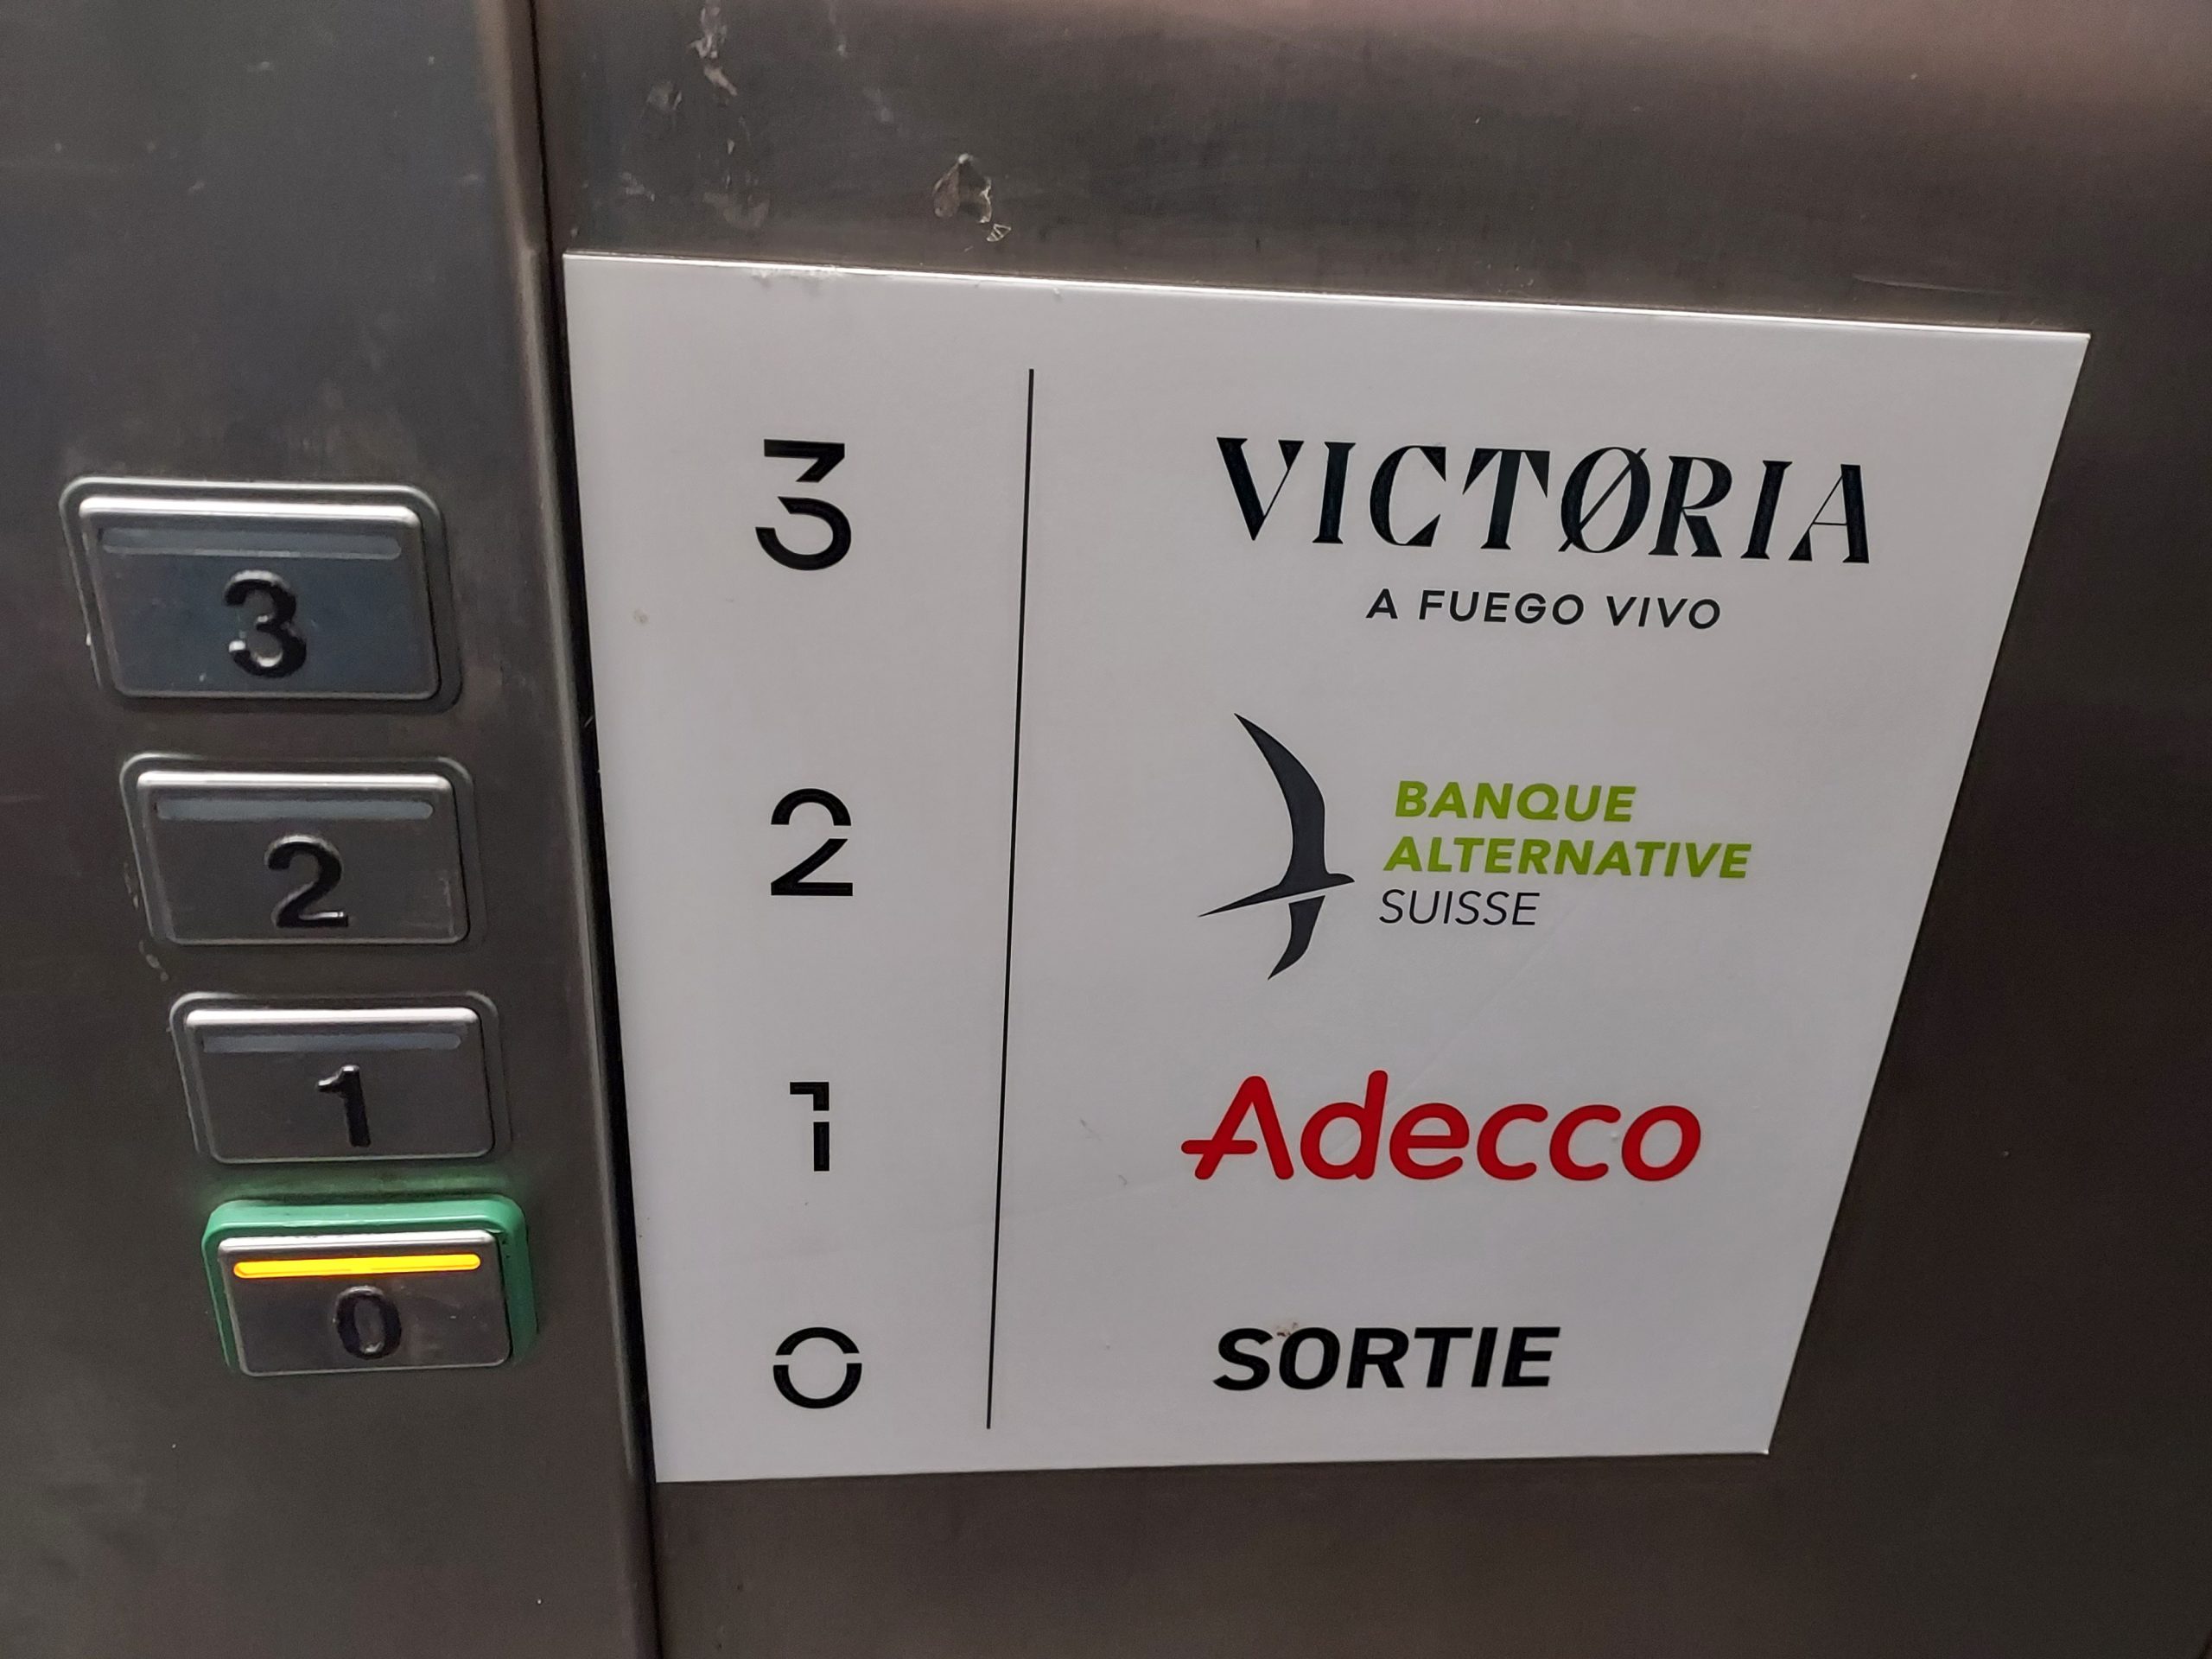 3
2
1
0
3
VICTØRIA
A FUEGO VIVO
2
BANQUE
ALTERNATIVE
SUISSE
1
Adecco
0
SORTIE